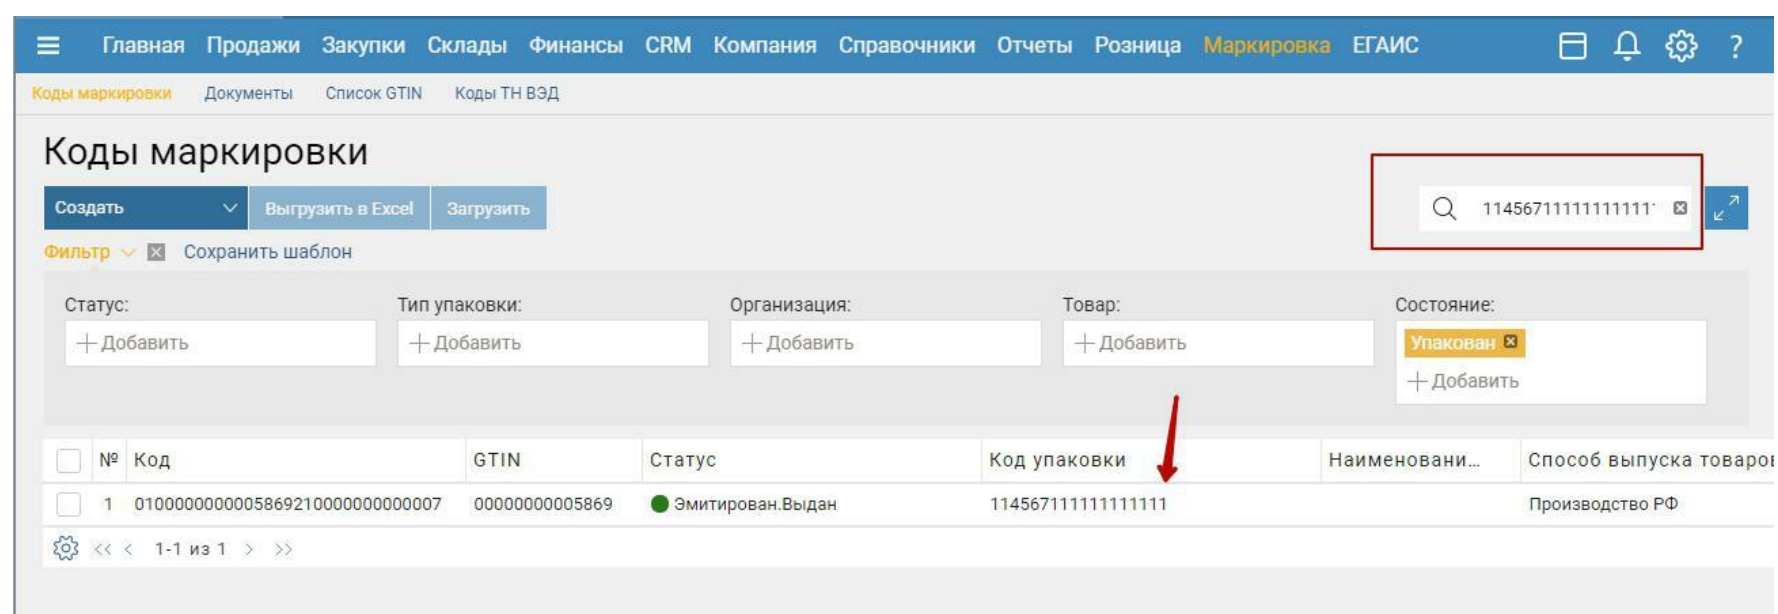 Главная Продажи Закупки Склады Финансы CRM Компания Справочники Отчеты Розница Маркировка ЕГАИС ?
Коды маркировки Документы Список GTIN Коды ТН ВЭД
Коды маркировки
Создать Выгрузить в Excel Загрузить
Фильтр Сохранить шаблон
Статус: Тип упаковки: Организация: Товар: Состояние:
Добавить Добавить Добавить Добавить Упакован
Добавить
№ Код GTIN Статус Код упаковки Наименовани... Способ выпуска товаров
1 Эмитирован.Выдан 114567111111111111 Производство РФ
00000000005869
<< < 1-1 из 1 > >>